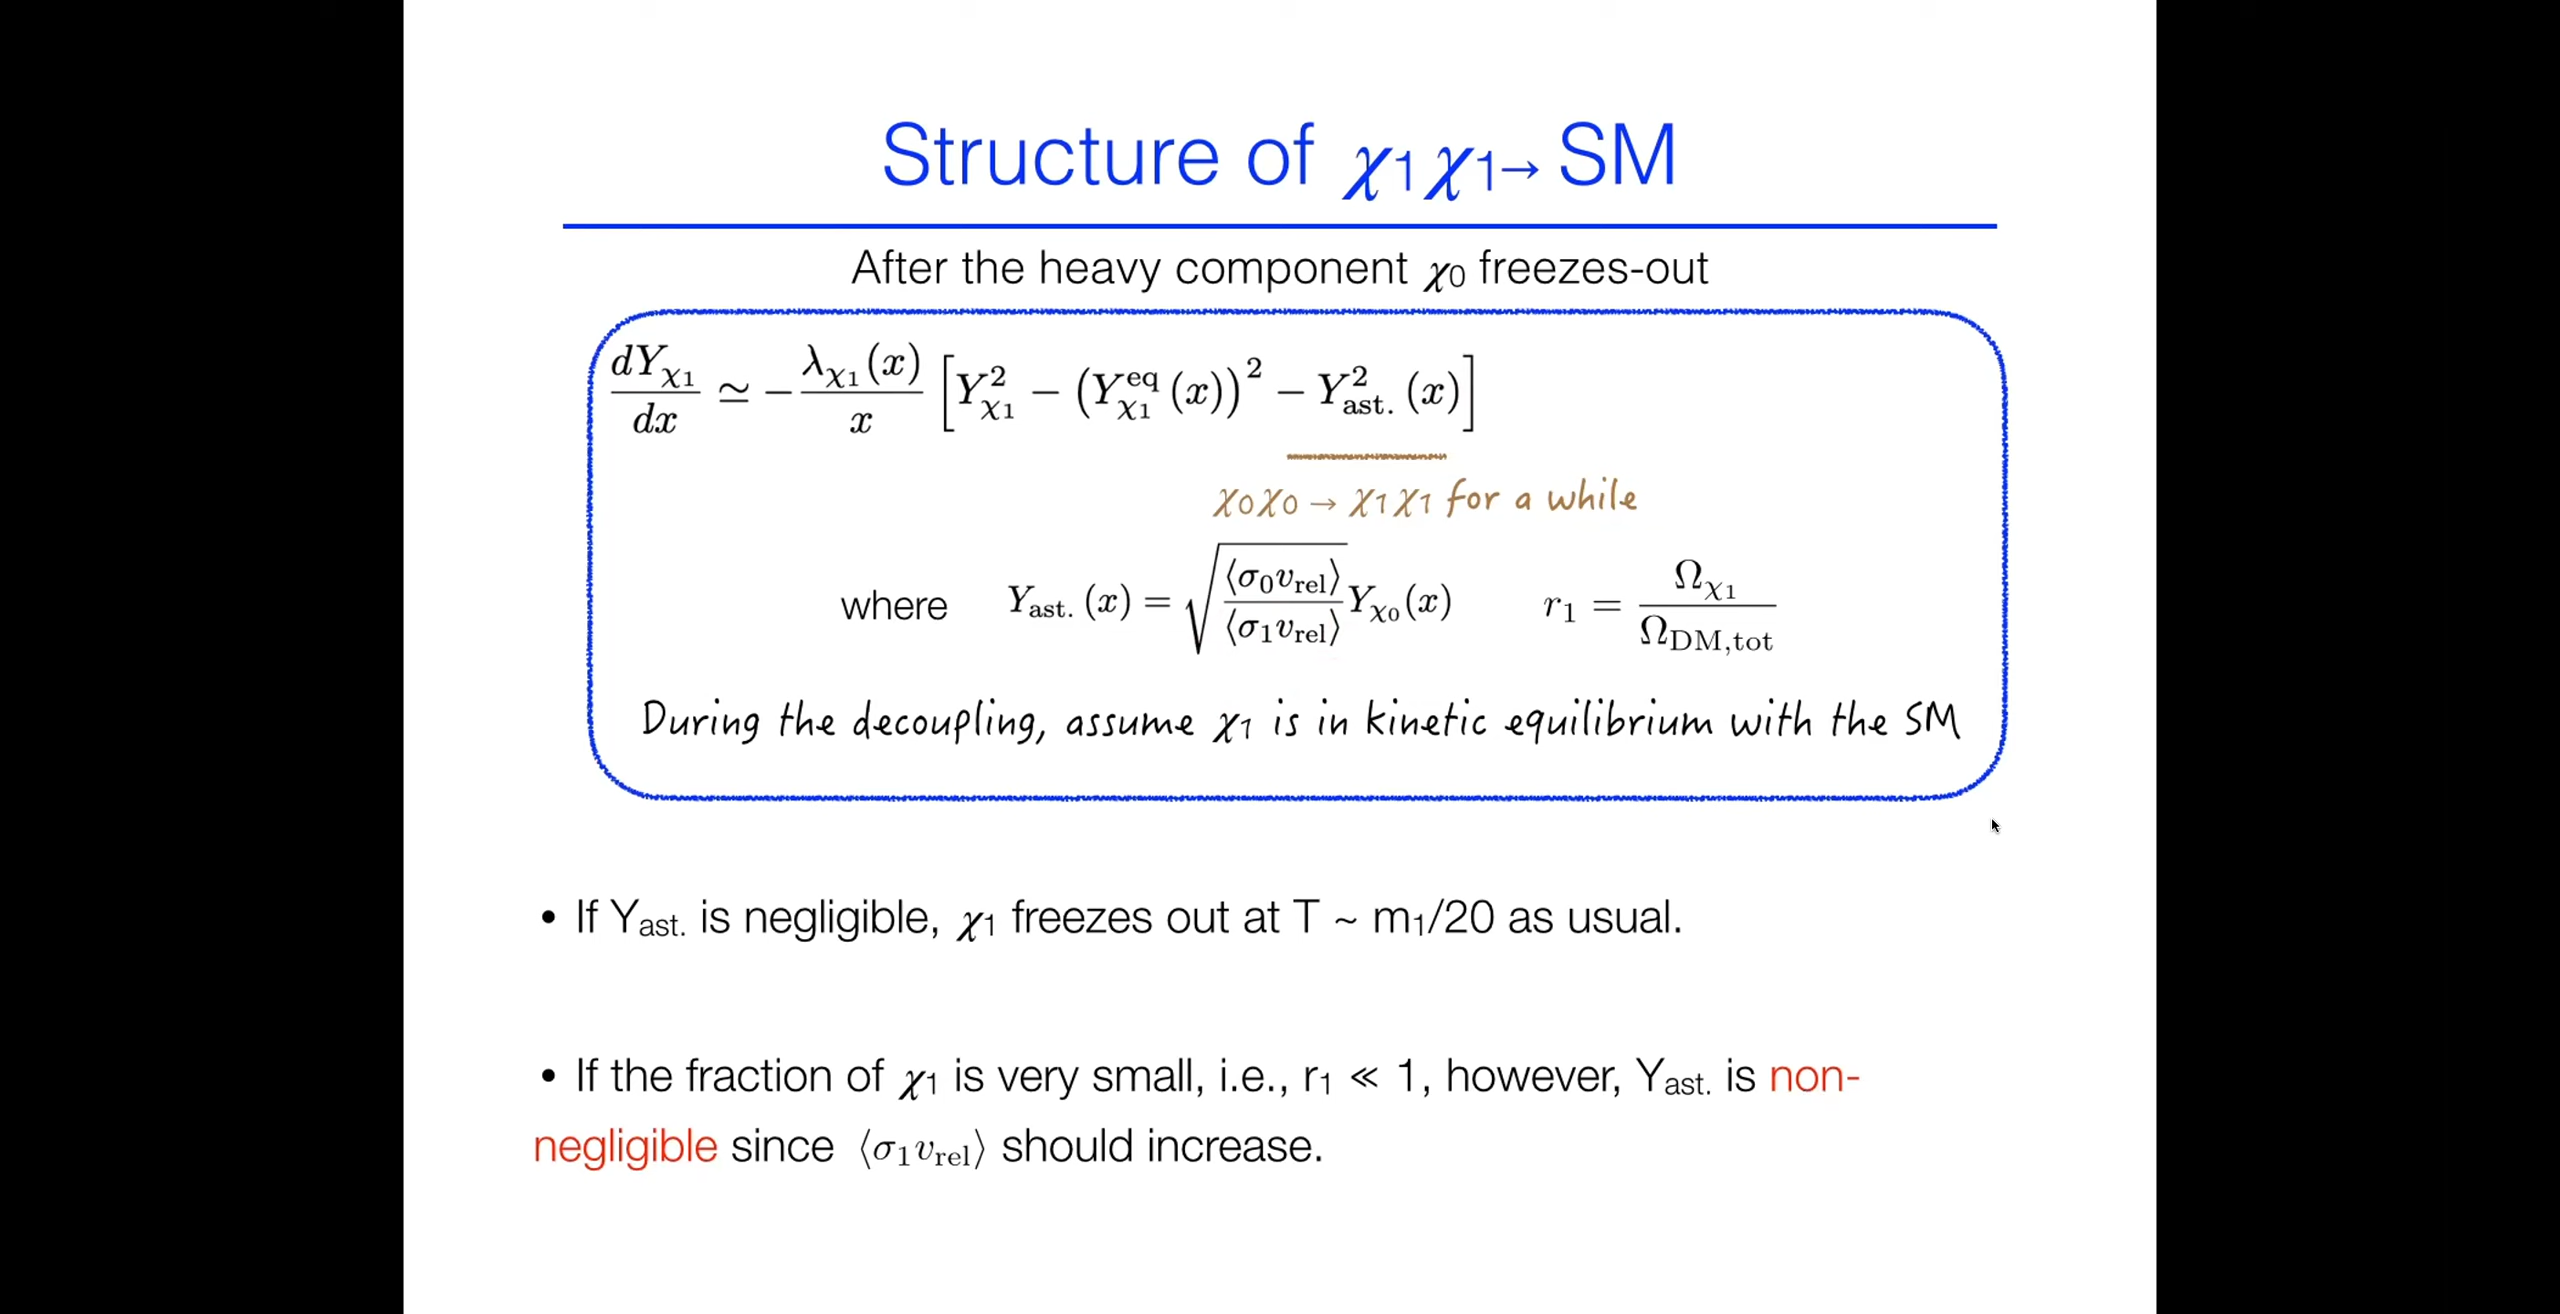 Structure of χ1χ1→ SM
After the heavy component χ0 freezes-out
dYχ1/dx ≃ − λχ1(x)/x [Y²χ1 − (Y^eq χ1 (x))² − Y²ast. (x)]
χ0χ0 → χ1χ1 for a while
where Yast. (x) = √(⟨σ0vrel⟩/⟨σ1vrel⟩) Yχ0(x) r1 = Ωχ1/ΩDM,tot
During the decoupling, assume χ1 is in kinetic equilibrium with the SM
• If Yast. is negligible, χ1 freezes out at T ~ m1/20 as usual.
• If the fraction of χ1 is very small, i.e., r1 ≪ 1, however, Yast. is non-
negligible since ⟨σ1vrel⟩ should increase.